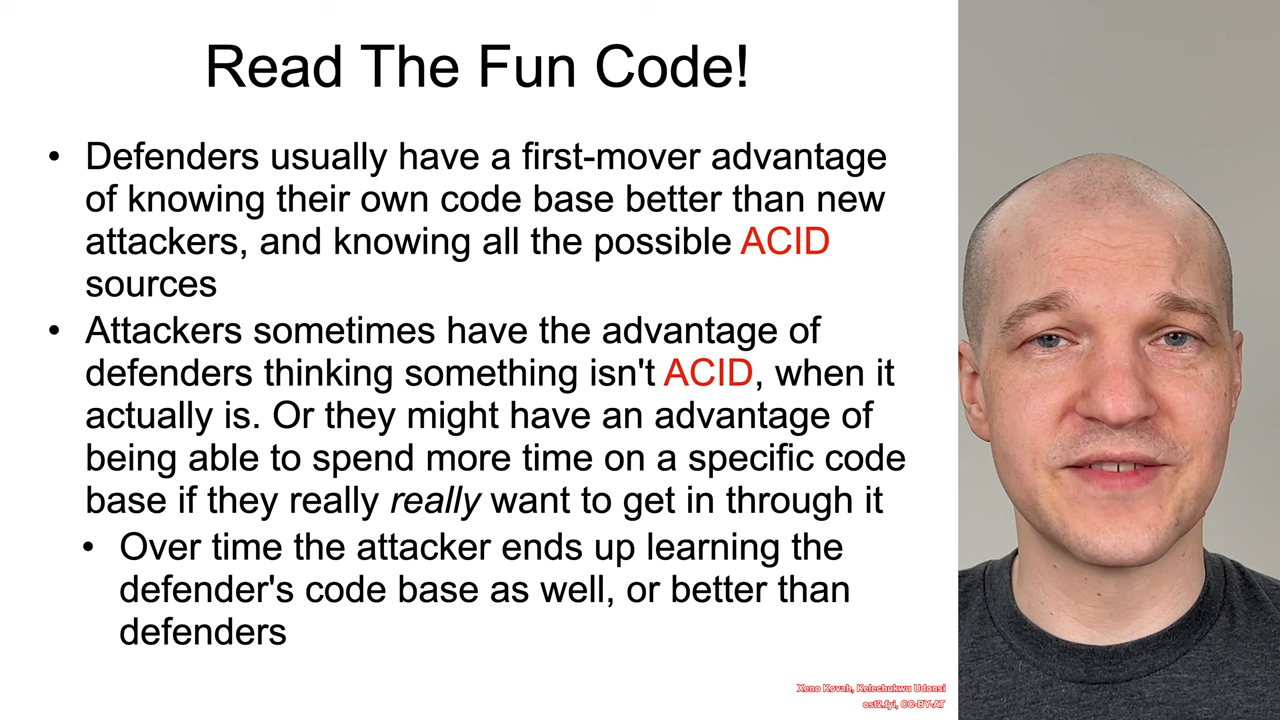 Read The Fun Code!
• Defenders usually have a first-mover advantage
of knowing their own code base better than new
attackers, and knowing all the possible ACID
sources
• Attackers sometimes have the advantage of
defenders thinking something isn't ACID, when it
actually is. Or they might have an advantage of
being able to spend more time on a specific code
base if they really really want to get in through it
• Over time the attacker ends up learning the
defender's code base as well, or better than
defenders
Xeno Kovah, Kelechukwu Udonsi
ost2.fyi, CC-BY-AT